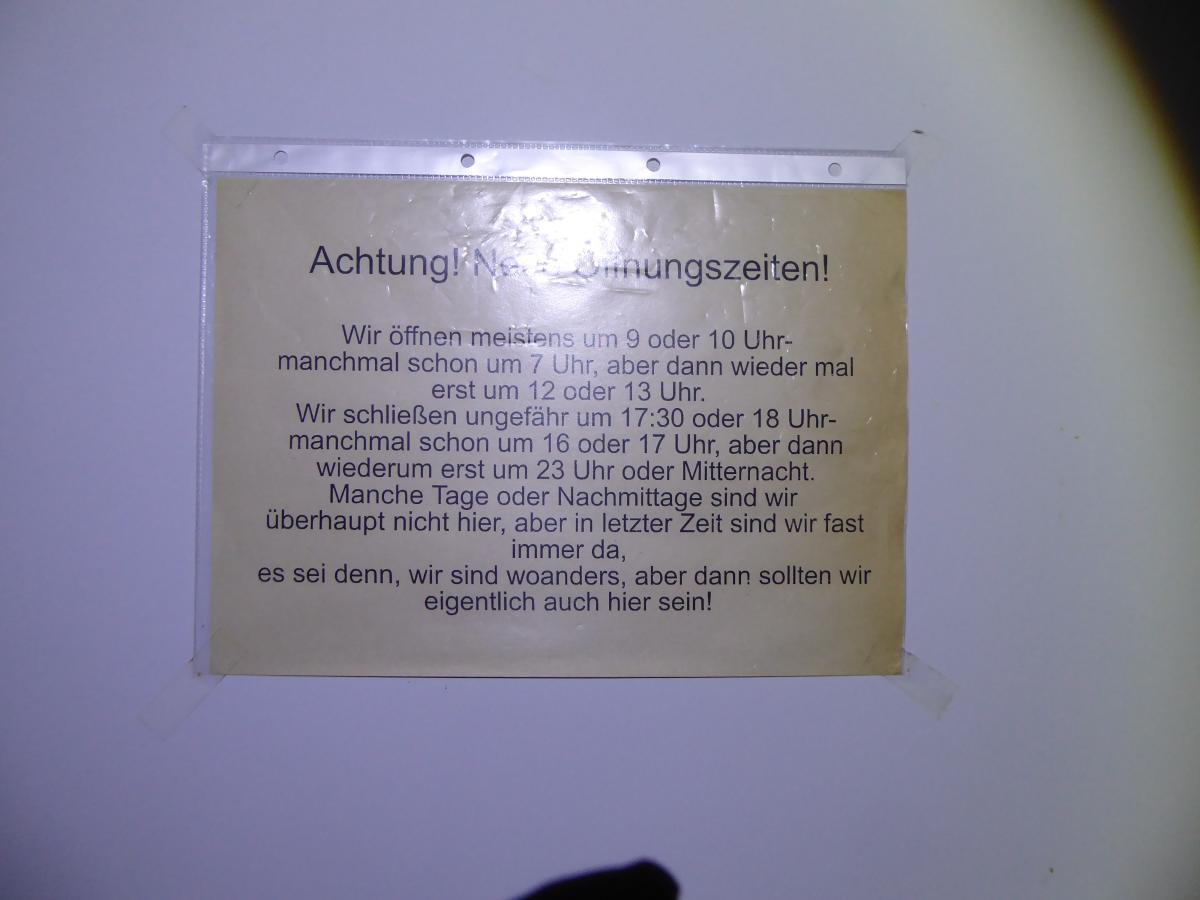 Achtung! Neue Öffnungszeiten!
Wir öffnen meistens um 9 oder 10 Uhr-
manchmal schon um 7 Uhr, aber dann wieder mal
erst um 12 oder 13 Uhr.
Wir schließen ungefähr um 17:30 oder 18 Uhr-
manchmal schon um 16 oder 17 Uhr, aber dann
wiederum erst um 23 Uhr oder Mitternacht.
Manche Tage oder Nachmittage sind wir
überhaupt nicht hier, aber in letzter Zeit sind wir fast
immer da,
es sei denn, wir sind woanders, aber dann sollten wir
eigentlich auch hier sein!